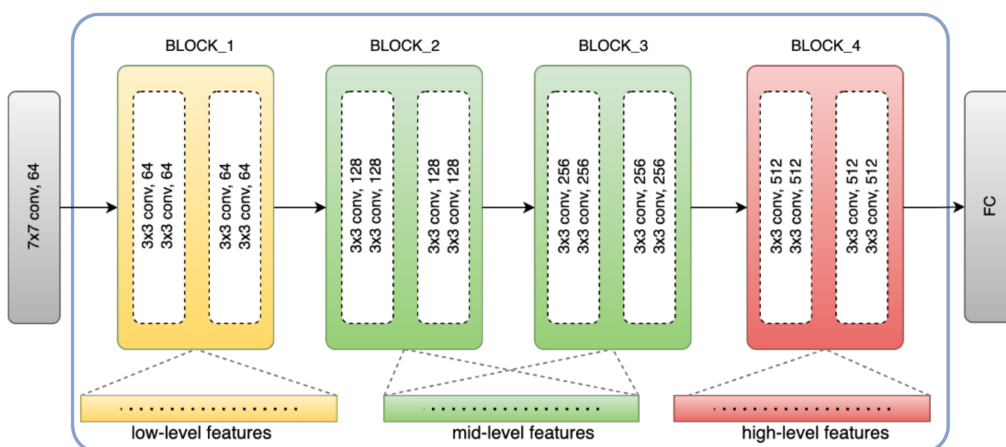 BLOCK_1
BLOCK_2
BLOCK_3
BLOCK_4
7x7 conv, 64
3x3 conv, 64
3x3 conv, 64
3x3 conv, 64
3x3 conv, 64
3x3 conv, 128
3x3 conv, 128
3x3 conv, 128
3x3 conv, 128
3x3 conv, 256
3x3 conv, 256
3x3 conv, 256
3x3 conv, 256
3x3 conv, 512
3x3 conv, 512
3x3 conv, 512
3x3 conv, 512
FC
low-level features
mid-level features
high-level features